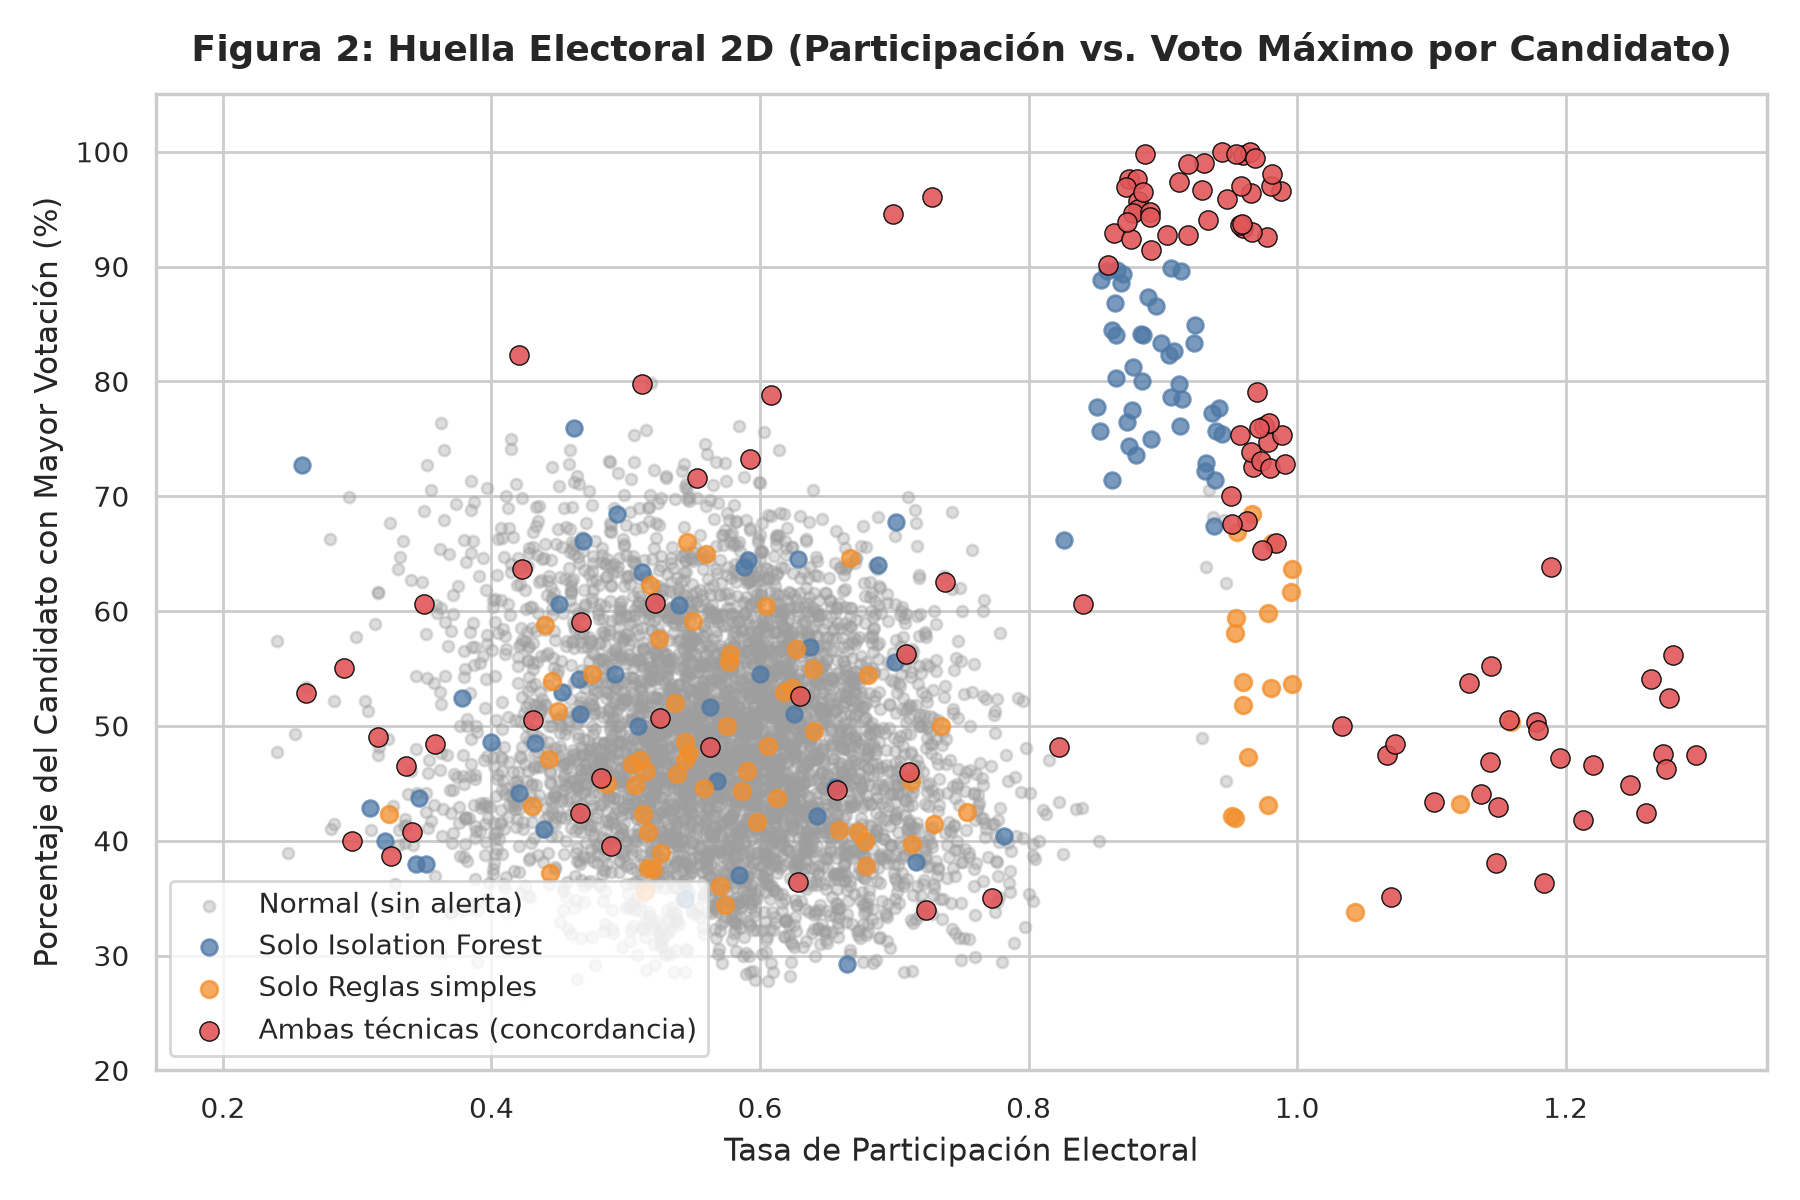 Figura 2: Huella Electoral 2D (Participación vs. Voto Máximo por Candidato)
Porcentaje del Candidato con Mayor Votación (%)
100
90
80
70
60
50
40
30
20
Normal (sin alerta)
Solo Isolation Forest
Solo Reglas simples
Ambas técnicas (concordancia)
0.2
0.4
0.6
0.8
1.0
1.2
Tasa de Participación Electoral